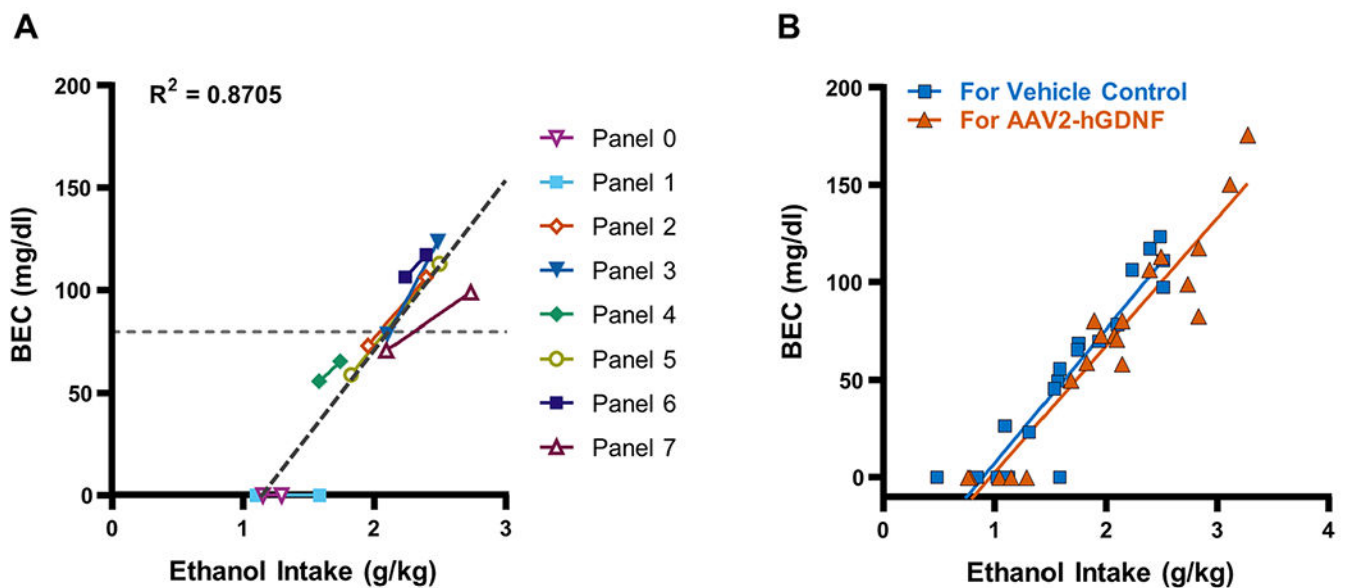 A
R² = 0.8705
200
150
100
50
0
BEC (mg/dl)
0 1 2 3
Ethanol Intake (g/kg)
Panel 0
Panel 1
Panel 2
Panel 3
Panel 4
Panel 5
Panel 6
Panel 7
B
For Vehicle Control
For AAV2-hGDNF
200
150
100
50
0
BEC (mg/dl)
0 1 2 3 4
Ethanol Intake (g/kg)